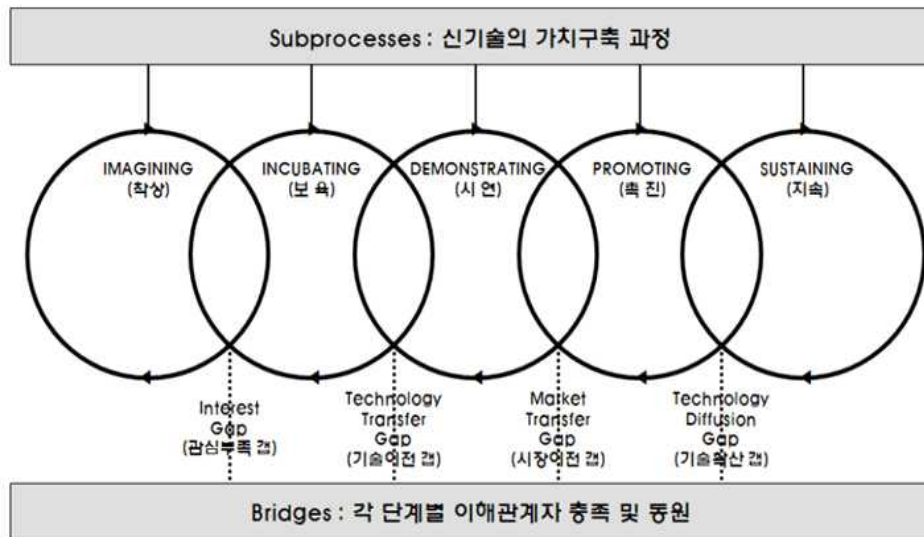 Subprocesses : 신기술의 가치구축 과정
IMAGINING
(착상)
INCUBATING
(보 육)
DEMONSTRATING
(시 연)
PROMOTING
(촉 진)
SUSTAINING
(지속)
Interest
Gap
(관심부족 갭)
Technology
Transfer
Gap
(기술이전 갭)
Market
Transfer
Gap
(시장이전 갭)
Technology
Diffusion
Gap
(기술확산 갭)
Bridges : 각 단계별 이해관계자 충족 및 동원